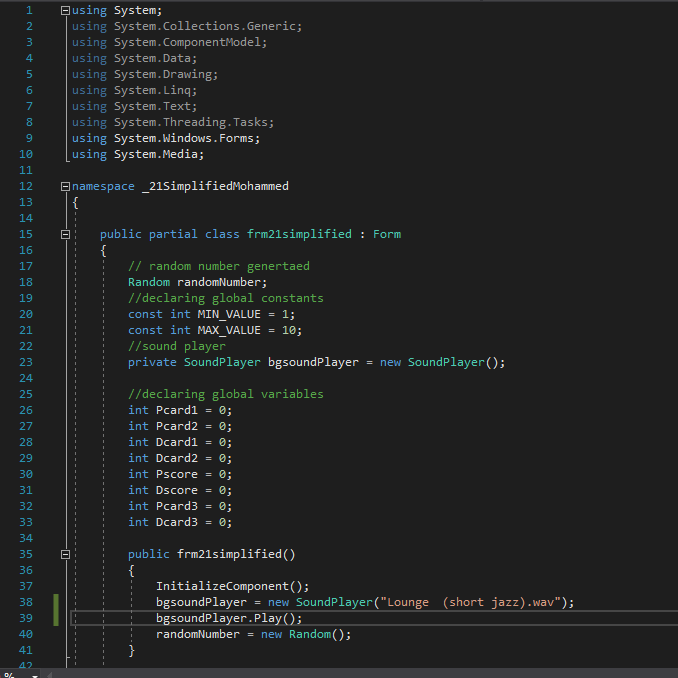 1 using System;
2 using System.Collections.Generic;
3 using System.ComponentModel;
4 using System.Data;
5 using System.Drawing;
6 using System.Linq;
7 using System.Text;
8 using System.Threading.Tasks;
9 using System.Windows.Forms;
10 using System.Media;
11
12 namespace _21SimplifiedMohammed
13 {
14
15 public partial class frm21simplified : Form
16 {
17 // random number genertaed
18 Random randomNumber;
19 //declaring global constants
20 const int MIN_VALUE = 1;
21 const int MAX_VALUE = 10;
22 //sound player
23 private SoundPlayer bgsoundPlayer = new SoundPlayer();
24
25 //declaring global variables
26 int Pcard1 = 0;
27 int Pcard2 = 0;
28 int Dcard1 = 0;
29 int Dcard2 = 0;
30 int Pscore = 0;
31 int Dscore = 0;
32 int Pcard3 = 0;
33 int Dcard3 = 0;
34
35 public frm21simplified()
36 {
37 InitializeComponent();
38 bgsoundPlayer = new SoundPlayer("Lounge  (short jazz).wav");
39 bgsoundPlayer.Play();
40 randomNumber = new Random();
41 }
42
%